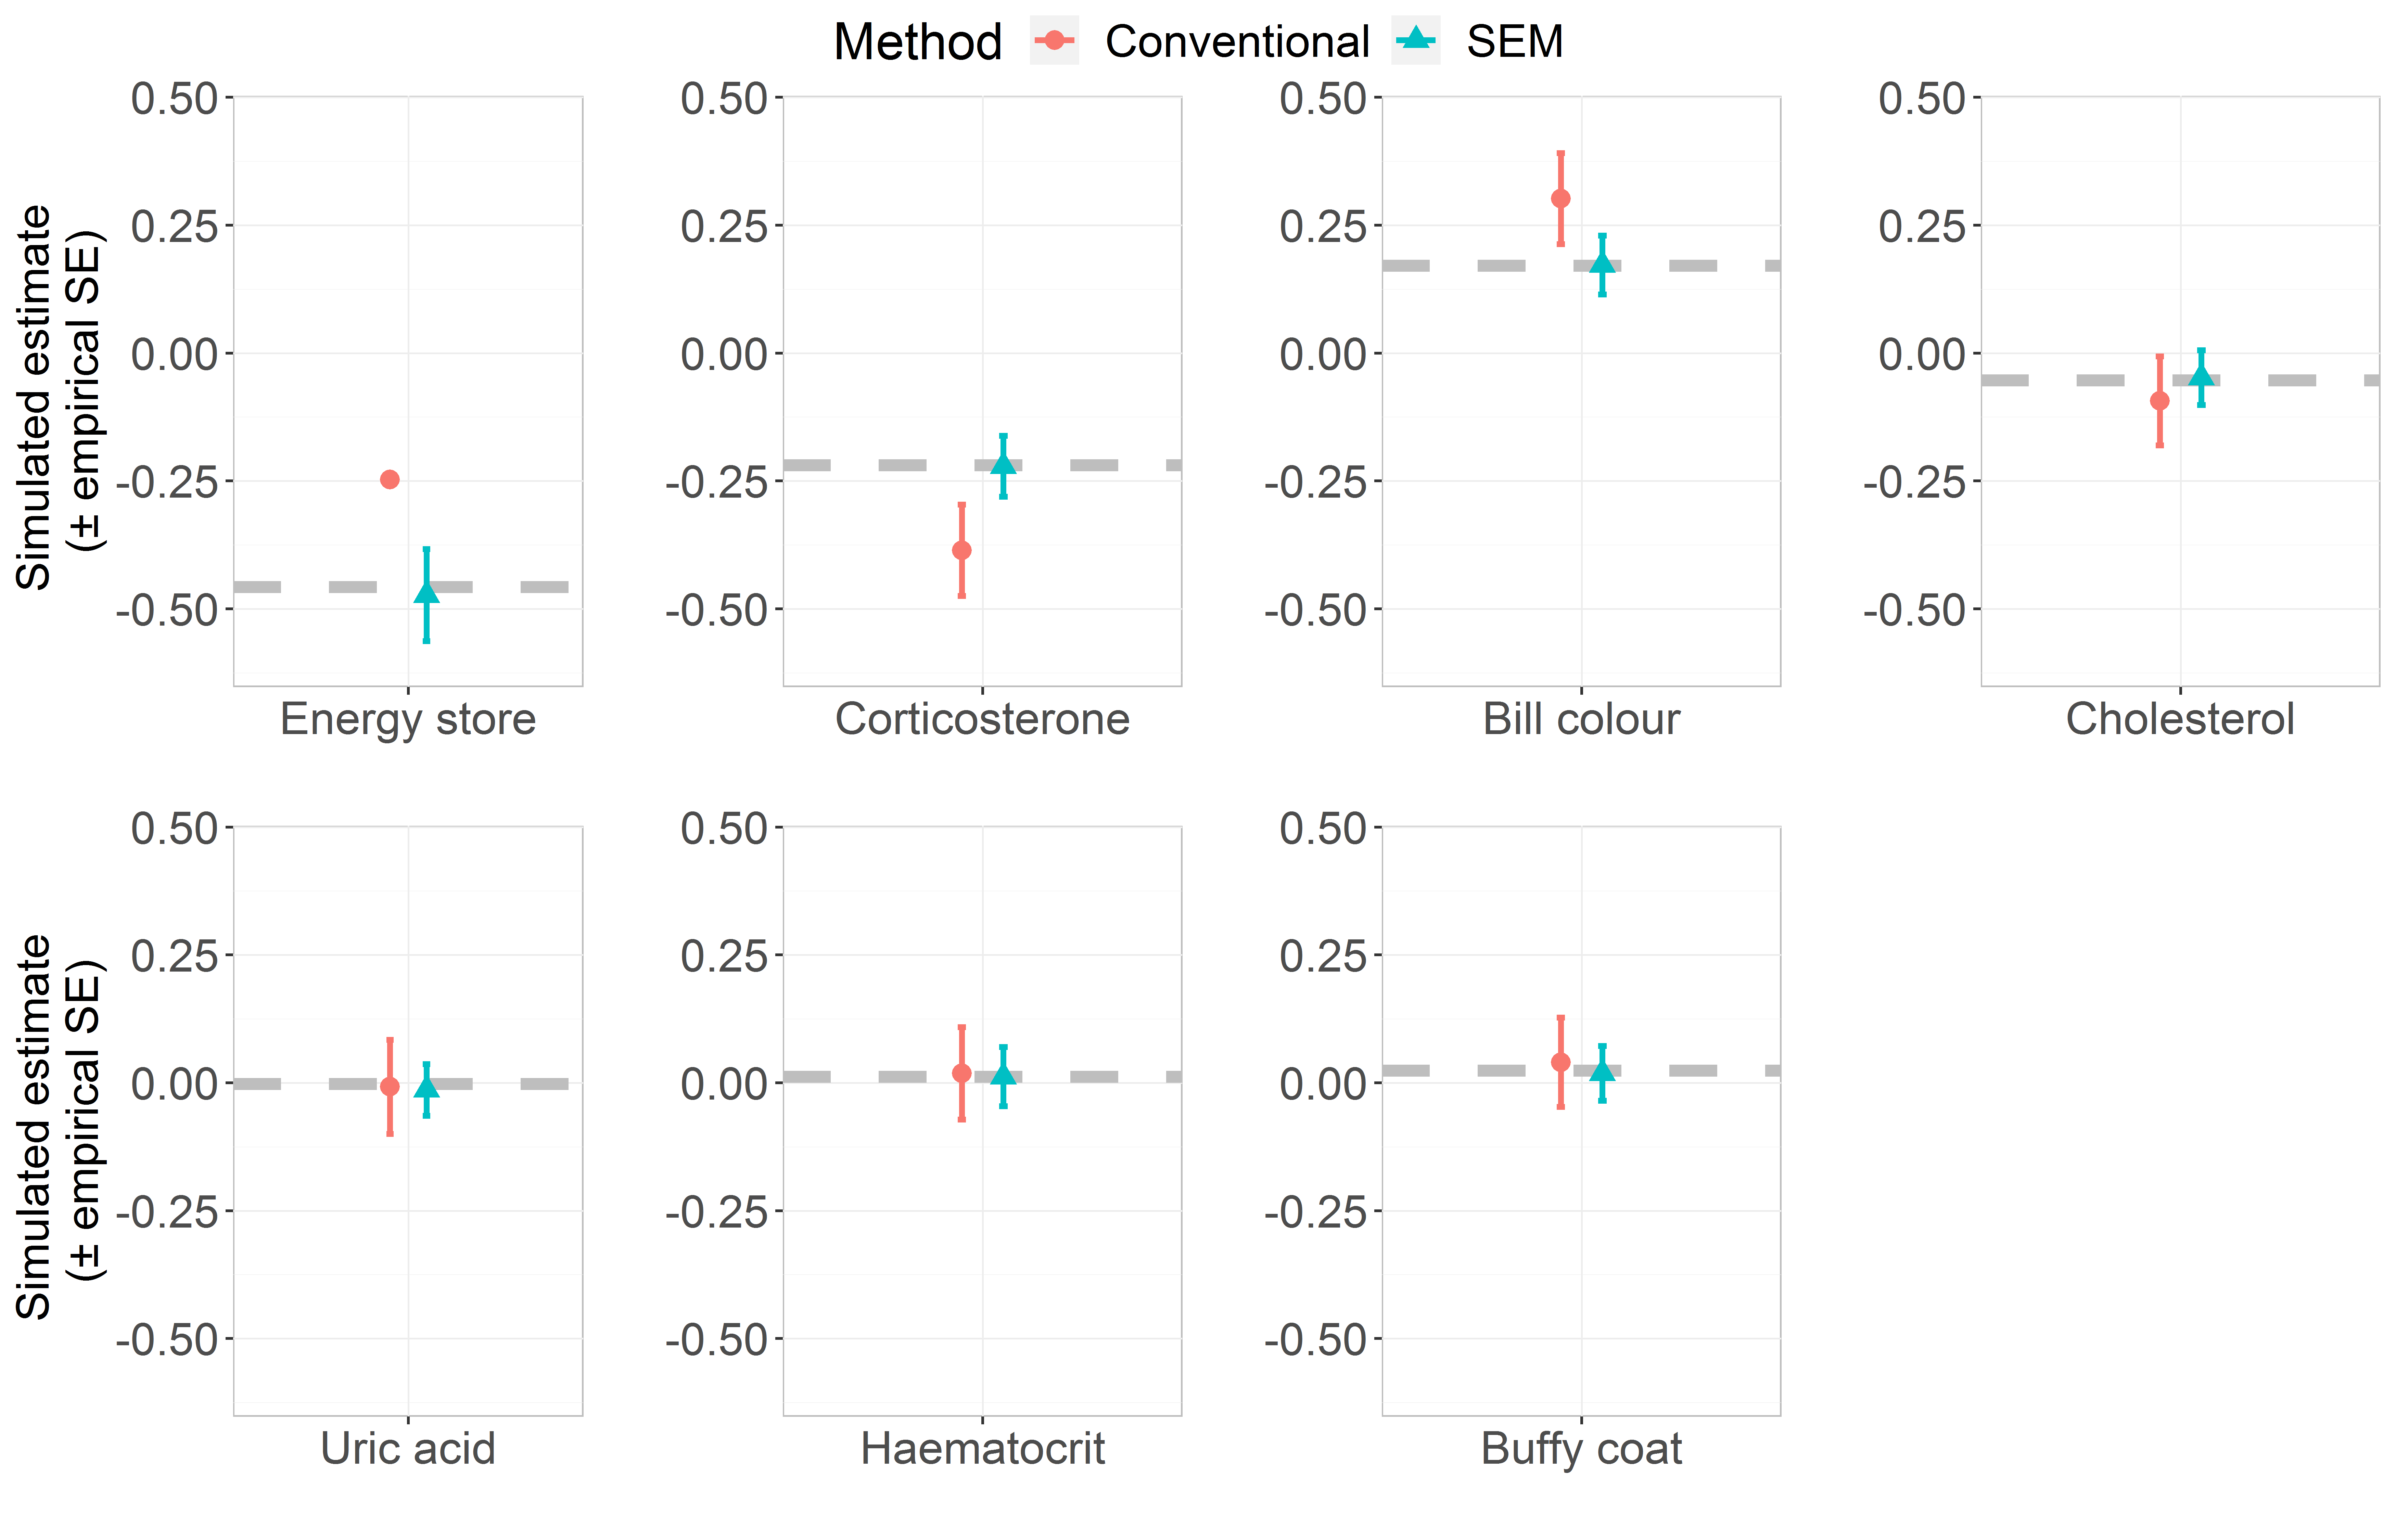 Method Conventional SEM
Simulated estimate
(± empirical SE)
0.50
0.25
0.00
-0.25
-0.50
Energy store
0.50
0.25
0.00
-0.25
-0.50
Corticosterone
0.50
0.25
0.00
-0.25
-0.50
Bill colour
0.50
0.25
0.00
-0.25
-0.50
Cholesterol
Simulated estimate
(± empirical SE)
0.50
0.25
0.00
-0.25
-0.50
Uric acid
0.50
0.25
0.00
-0.25
-0.50
Haematocrit
0.50
0.25
0.00
-0.25
-0.50
Buffy coat